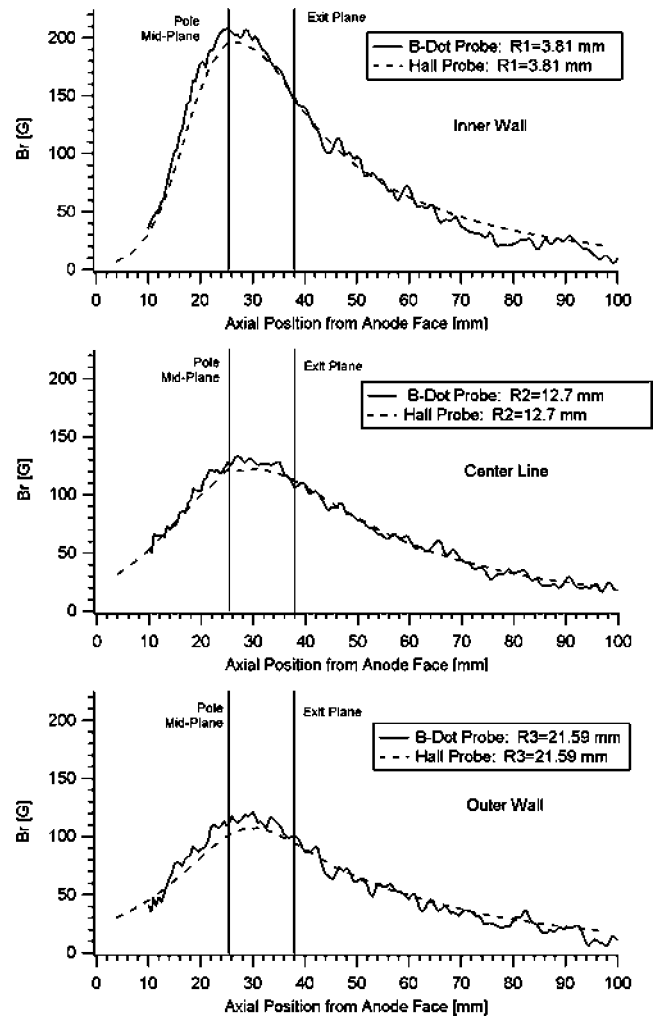 Pole
Mid-Plane
Exit Plane
200
150
100
50
0
Br [G]
B-Dot Probe: R1=3.81 mm
Hall Probe: R1=3.81 mm
Inner Wall
0 10 20 30 40 50 60 70 80 90 100
Axial Position from Anode Face [mm]
Pole
Mid-Plane
Exit Plane
200
150
100
50
0
Br [G]
B-Dot Probe: R2=12.7 mm
Hall Probe: R2=12.7 mm
Center Line
0 10 20 30 40 50 60 70 80 90 100
Axial Position from Anode Face [mm]
Pole
Mid-Plane
Exit Plane
200
150
100
50
0
Br [G]
B-Dot Probe: R3=21.59 mm
Hall Probe: R3=21.59 mm
Outer Wall
0 10 20 30 40 50 60 70 80 90 100
Axial Position from Anode Face [mm]